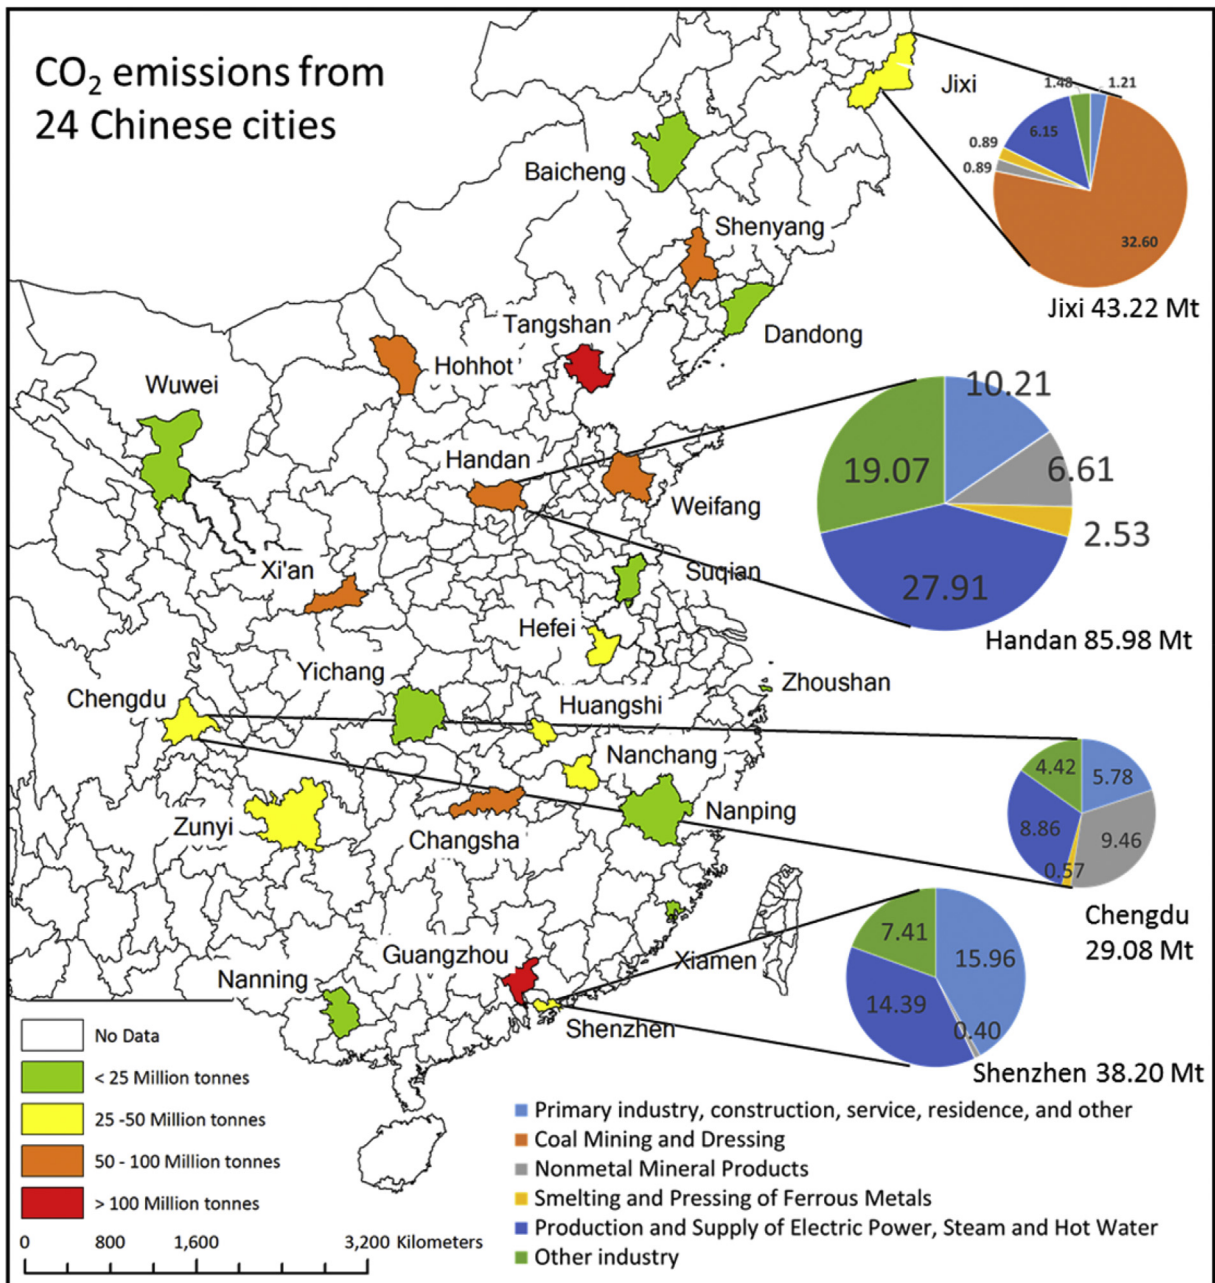 CO₂ emissions from
24 Chinese cities
Jixi
1.48
1.21
6.15
0.89
0.89
32.60
Jixi 43.22 Mt
Baicheng
Shenyang
Dandong
Tangshan
Hohhot
Wuwei
Handan
Weifang
10.21
19.07
6.61
2.53
27.91
Handan 85.98 Mt
Xi'an
Suqian
Hefei
Yichang
Zhoushan
Chengdu
Huangshi
Nanchang
4.42
5.78
8.86
9.46
0.57
Chengdu
29.08 Mt
Zunyi
Changsha
Nanping
Guangzhou
Xiamen
Nanning
Shenzhen
7.41
15.96
14.39
0.40
Shenzhen 38.20 Mt
No Data
< 25 Million tonnes
25 -50 Million tonnes
50 - 100 Million tonnes
> 100 Million tonnes
0 800 1,600 3,200 Kilometers
Primary industry, construction, service, residence, and other
Coal Mining and Dressing
Nonmetal Mineral Products
Smelting and Pressing of Ferrous Metals
Production and Supply of Electric Power, Steam and Hot Water
Other industry